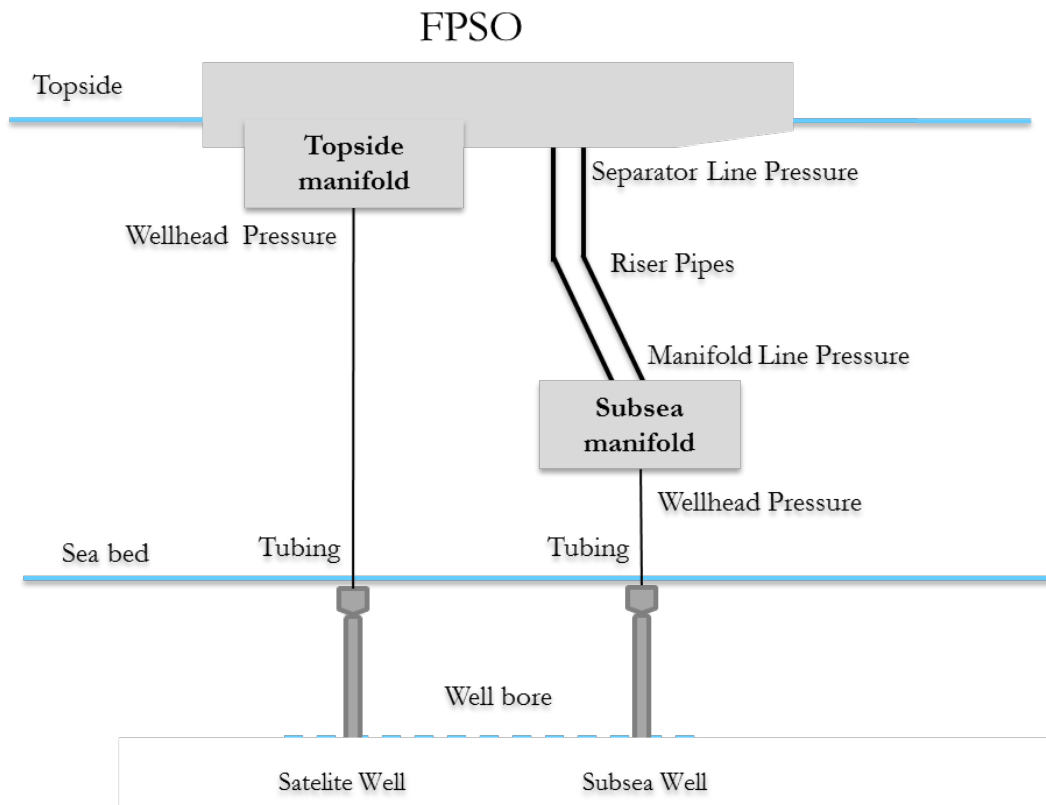 FPSO
Topside
Topside
manifold
Separator Line Pressure
Wellhead Pressure
Riser Pipes
Manifold Line Pressure
Subsea
manifold
Wellhead Pressure
Sea bed
Tubing
Tubing
Well bore
Satelite Well
Subsea Well